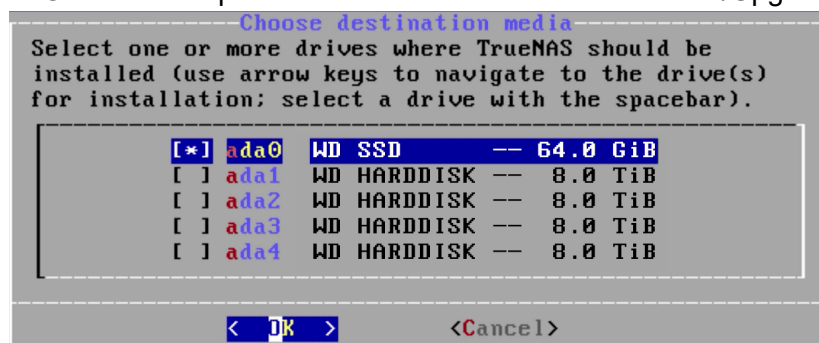 Choose destination media
Select one or more drives where TrueNAS should be
installed (use arrow keys to navigate to the drive(s)
for installation; select a drive with the spacebar).
[*] ada0 WD SSD -- 64.0 GiB
[ ] ada1 WD HARDDISK -- 8.0 TiB
[ ] ada2 WD HARDDISK -- 8.0 TiB
[ ] ada3 WD HARDDISK -- 8.0 TiB
[ ] ada4 WD HARDDISK -- 8.0 TiB
< OK > <Cancel>